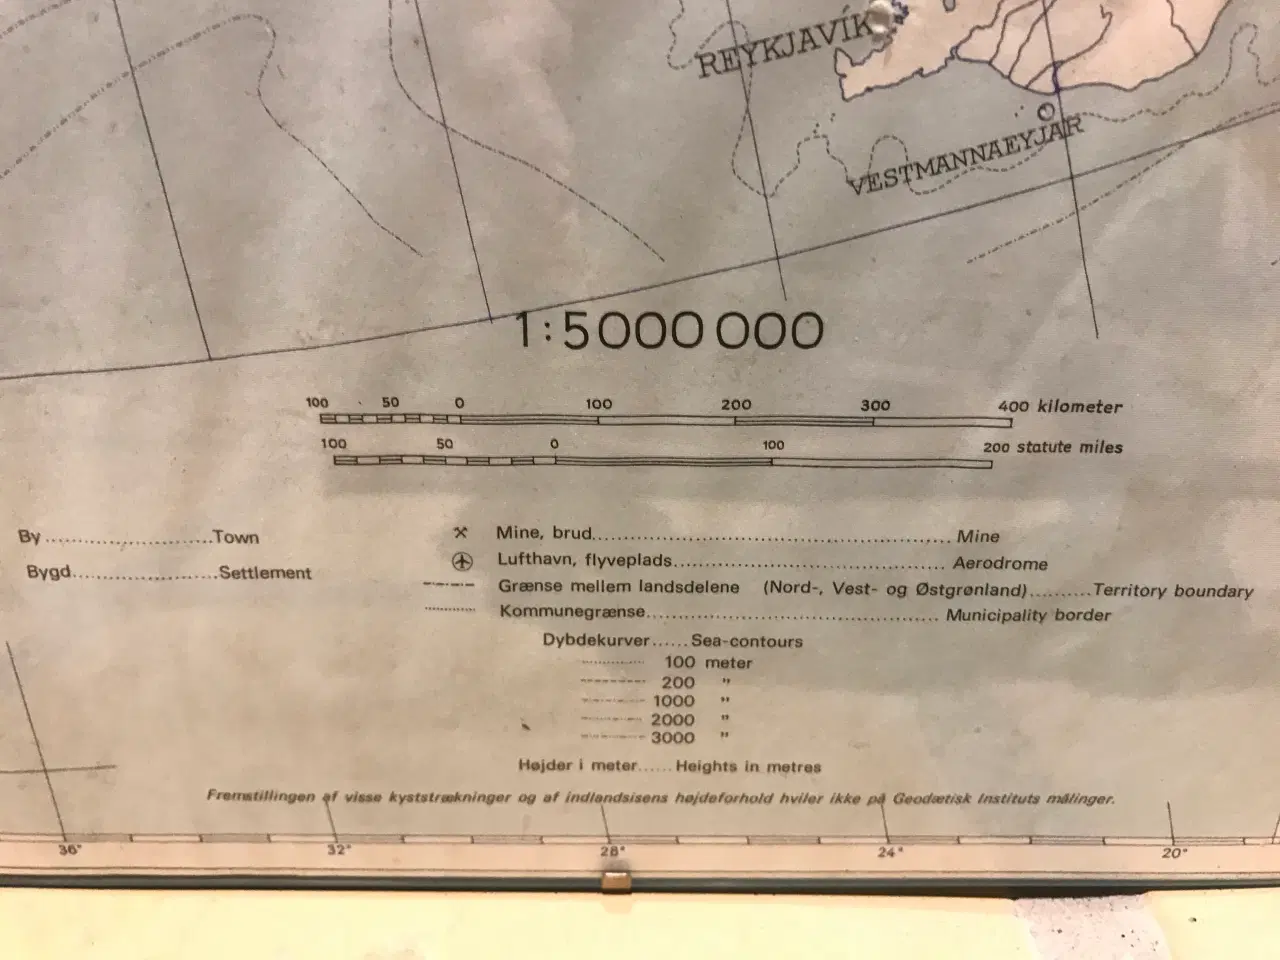 REYKJAVÍK
VESTMANNAEYJAR
1:5000000
100 50 0 100 200 300 400 kilometer
100 50 0 100 200 statute miles
By.......................Town
Bygd....................Settlement
Mine, brud.................................................. Mine
Lufthavn, flyveplads...................................... Aerodrome
Grænse mellem landsdelene (Nord-, Vest- og Østgrønland)..........Territory boundary
Kommunegrænse......................................... Municipality border
Dybdekurver......Sea-contours
100 meter
200 "
1000 "
2000 "
3000 "
Højder i meter......Heights in metres
Fremstillingen af visse kyststrækninger og af indlandsisens højdeforhold hviler ikke på Geodætisk Instituts målinger.
36° 32° 28° 24° 20°